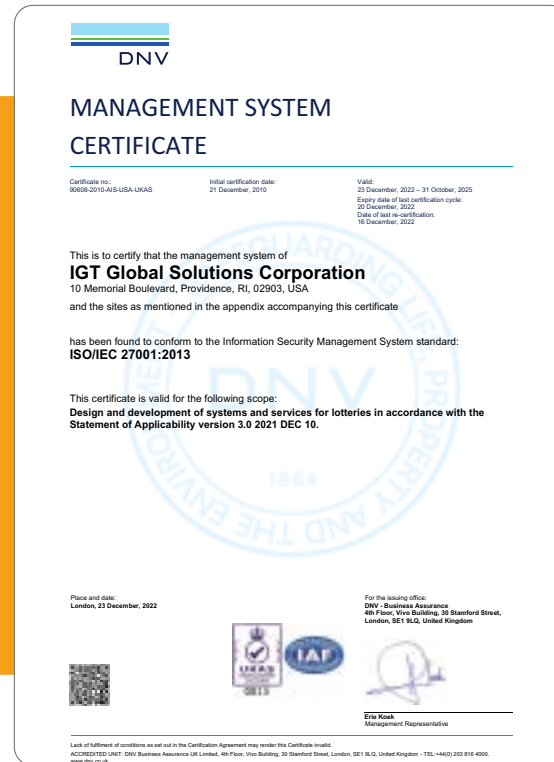 DNV
MANAGEMENT SYSTEM
CERTIFICATE
Certificate no.:
90608-2010-AIS-USA-UKAS
Initial certification date:
21 December, 2010
Valid:
23 December, 2022 – 31 October, 2025
Expiry date of last certification cycle:
20 December, 2022
Date of last re-certification:
16 December, 2022
This is to certify that the management system of
IGT Global Solutions Corporation
10 Memorial Boulevard, Providence, RI, 02903, USA
and the sites as mentioned in the appendix accompanying this certificate
has been found to conform to the Information Security Management System standard:
ISO/IEC 27001:2013
This certificate is valid for the following scope:
Design and development of systems and services for lotteries in accordance with the
Statement of Applicability version 3.0 2021 DEC 10.
SAFEGUARDING LIFE, PROPERTY AND THE ENVIRONMENT
DNV
1864
Place and date:
London, 23 December, 2022
For the issuing office:
DNV - Business Assurance
4th Floor, Vivo Building, 30 Stamford Street,
London, SE1 9LQ, United Kingdom
UKAS
IAF
Erie Koek
Management Representative
Lack of fulfilment of conditions as set out in the Certification Agreement may render this Certificate invalid.
ACCREDITED UNIT: DNV Business Assurance UK Limited, 4th Floor, Vivo Building, 30 Stamford Street, London, SE1 9LQ, United Kingdom - TEL:+44(0) 203 816 4000.
www.dnv.co.uk